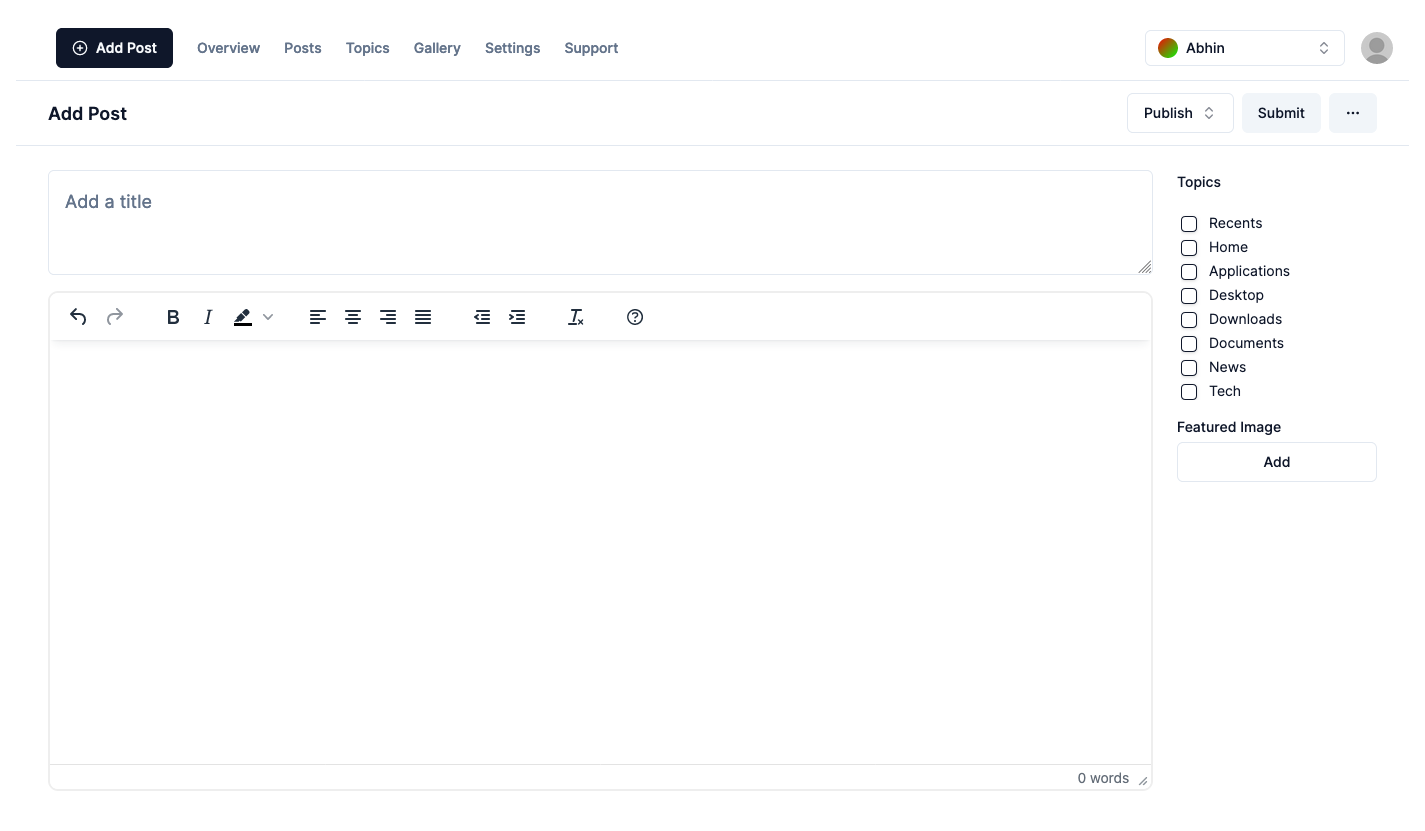 Add Post Overview Posts Topics Gallery Settings Support Abhin
Add Post Publish Submit ...
Add a title
Topics
Recents
Home
Applications
Desktop
Downloads
Documents
News
Tech
Featured Image
Add
B I
0 words